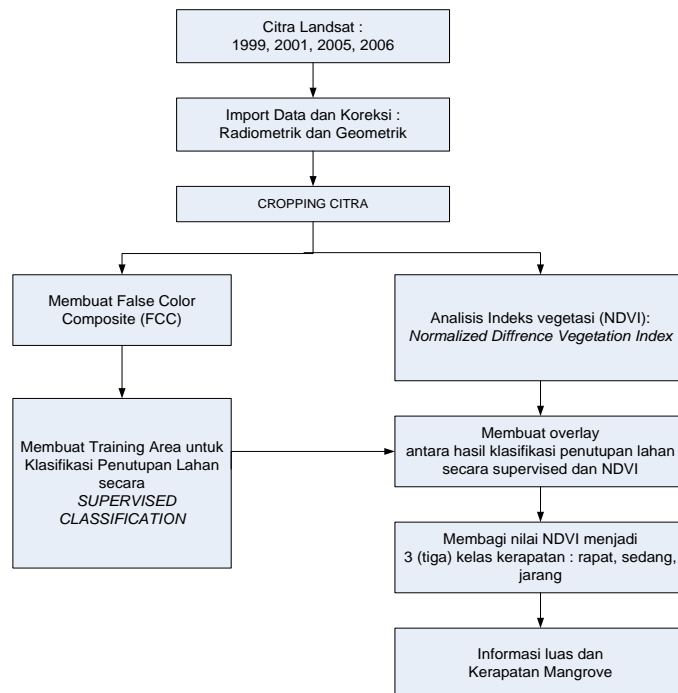 Citra Landsat :
1999, 2001, 2005, 2006
Import Data dan Koreksi :
Radiometrik dan Geometrik
CROPPING CITRA
Membuat False Color
Composite (FCC)
Analisis Indeks vegetasi (NDVI):
Normalized Diffrence Vegetation Index
Membuat Training Area untuk
Klasifikasi Penutupan Lahan
secara
SUPERVISED
CLASSIFICATION
Membuat overlay
antara hasil klasifikasi penutupan lahan
secara supervised dan NDVI
Membagi nilai NDVI menjadi
3 (tiga) kelas kerapatan : rapat, sedang,
jarang
Informasi luas dan
Kerapatan Mangrove